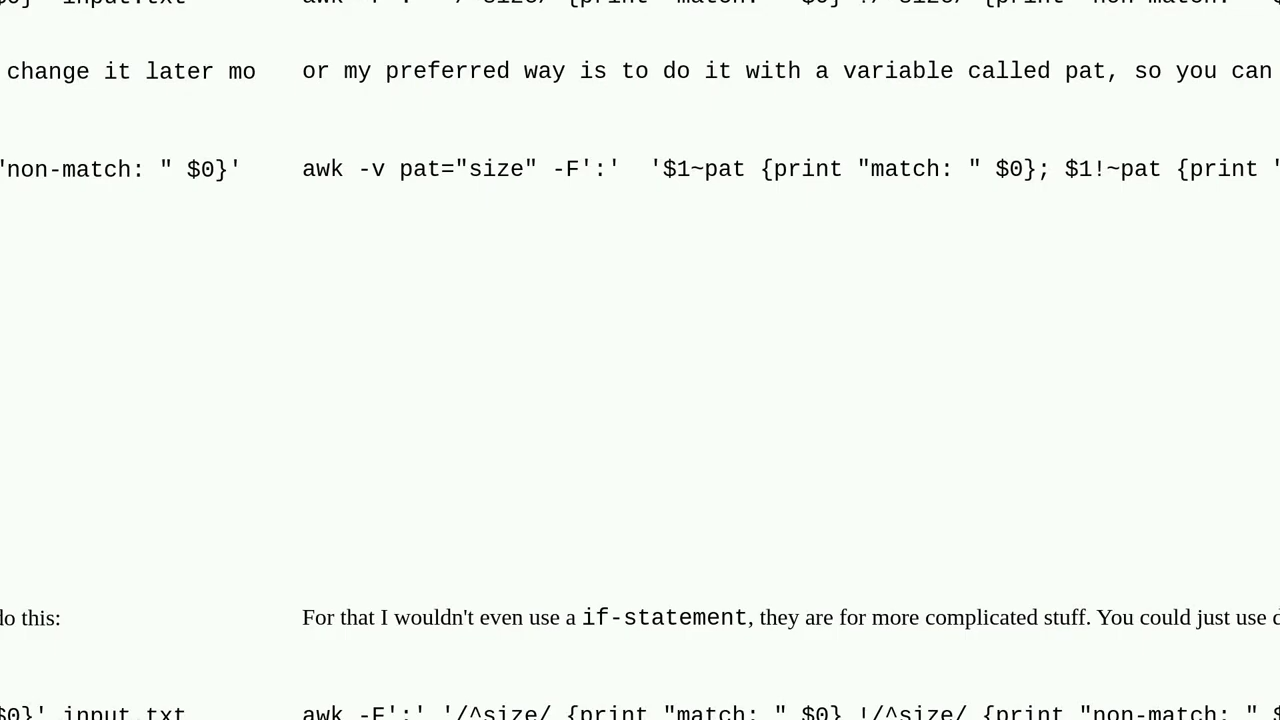 input.txt
change it later mo
or my preferred way is to do it with a variable called pat, so you can
"non-match: " $0}'
awk -v pat="size" -F':'  '$1~pat {print "match: " $0}; $1!~pat {print
do this:
For that I wouldn't even use a if-statement, they are for more complicated stuff. You could just use
$0}' input.txt
awk -F':' '/^size/ {print "match: " $0} !/^size/ {print "non-match: "